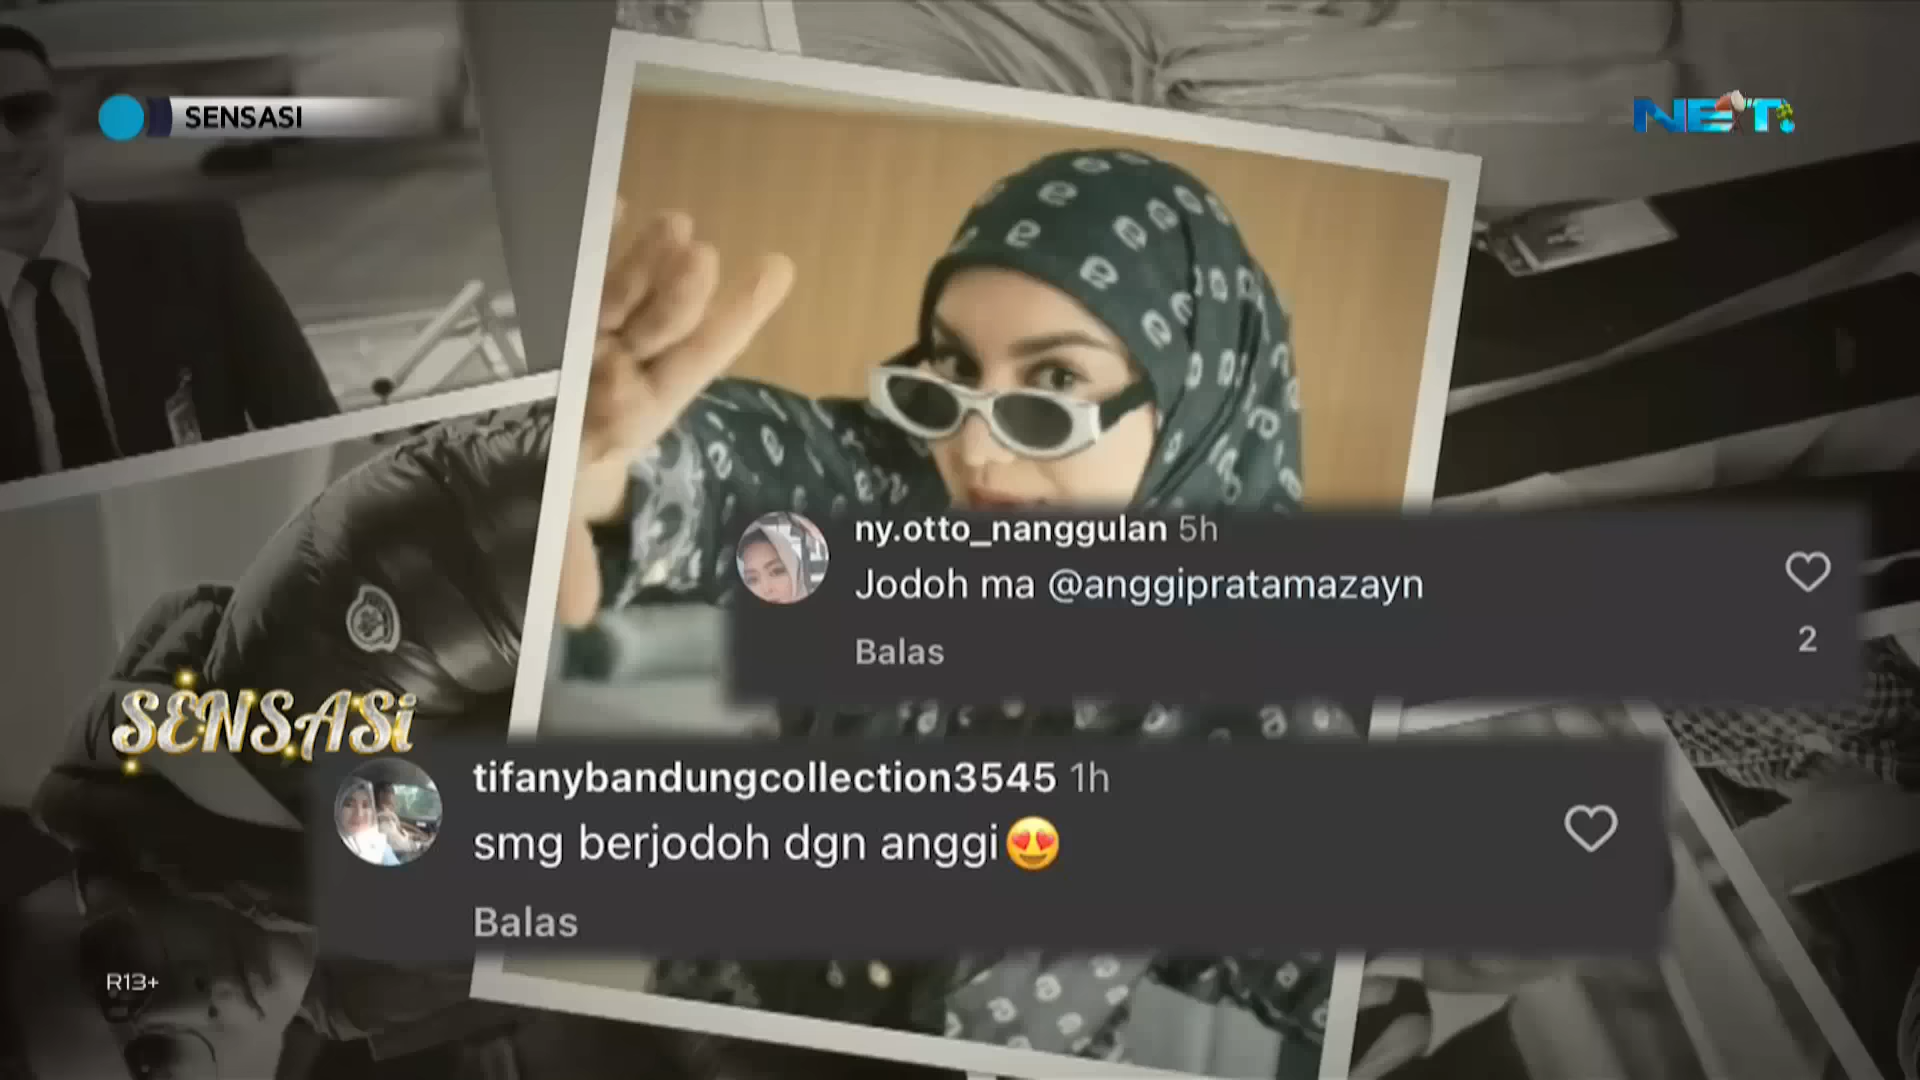 SENSASI
NET.
ny.otto_nanggulan 5h
Jodoh ma @anggipratamazayn
Balas
2
SENSASi
tifanybandungcollection3545 1h
smg berjodoh dgn anggi😍
Balas
R13+